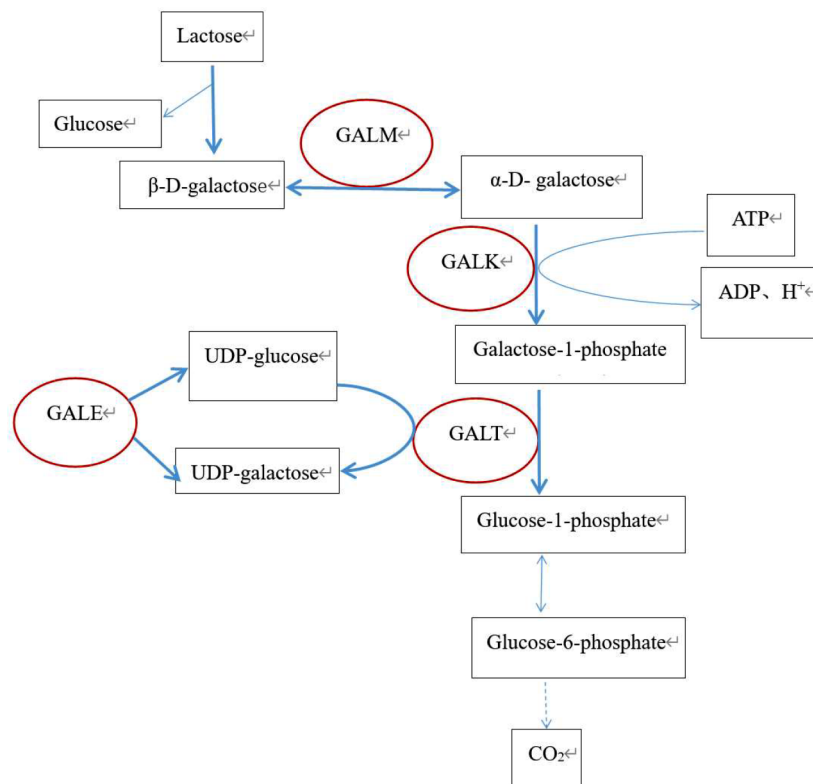 Lactose↵
Glucose↵
GALM↵
β-D-galactose↵
α-D- galactose↵
ATP↵
GALK↵
ADP、H⁺↵
UDP-glucose↵
Galactose-1-phosphate
GALE↵
GALT↵
UDP-galactose↵
Glucose-1-phosphate↵
Glucose-6-phosphate↵
CO₂↵